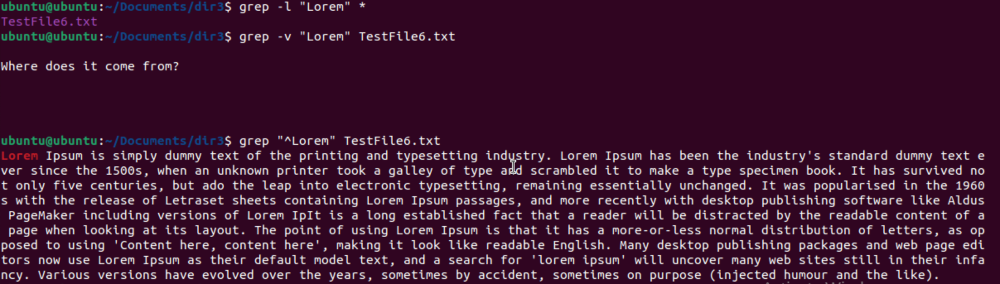 ubuntu@ubuntu:~/Documents/dir3$ grep -l "Lorem" *
TestFile6.txt
ubuntu@ubuntu:~/Documents/dir3$ grep -v "Lorem" TestFile6.txt
Where does it come from?
ubuntu@ubuntu:~/Documents/dir3$ grep "^Lorem" TestFile6.txt
Lorem Ipsum is simply dummy text of the printing and typesetting industry. Lorem Ipsum has been the industry's standard dummy text e
ver since the 1500s, when an unknown printer took a galley of type and scrambled it to make a type specimen book. It has survived no
t only five centuries, but ado the leap into electronic typesetting, remaining essentially unchanged. It was popularised in the 1960
s with the release of Letraset sheets containing Lorem Ipsum passages, and more recently with desktop publishing software like Aldus
 PageMaker including versions of Lorem IpIt is a long established fact that a reader will be distracted by the readable content of a
 page when looking at its layout. The point of using Lorem Ipsum is that it has a more-or-less normal distribution of letters, as op
posed to using 'Content here, content here', making it look like readable English. Many desktop publishing packages and web page edi
tors now use Lorem Ipsum as their default model text, and a search for 'lorem ipsum' will uncover many web sites still in their infa
ncy. Various versions have evolved over the years, sometimes by accident, sometimes on purpose (injected humour and the like).